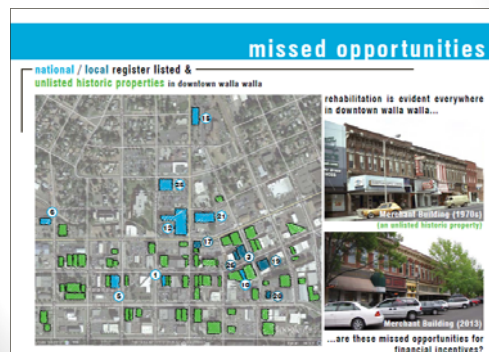 missed opportunities
national / local register listed &
unlisted historic properties in downtown walla walla
rehabilitation is evident everywhere
in downtown walla walla...
Merchant Building (1970s)
(an unlisted historic property)
Merchant Building (2013)
...are these missed opportunities for
financial incentives?